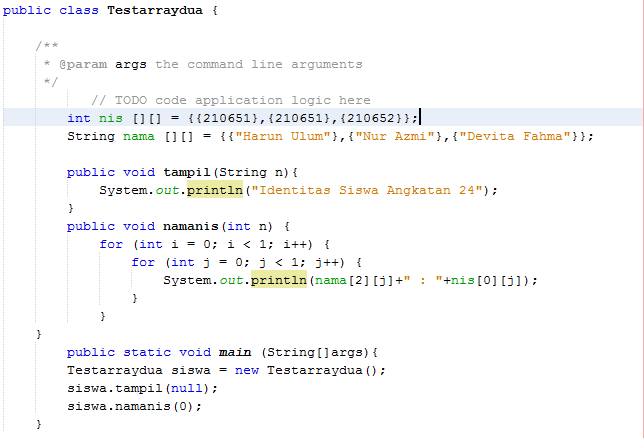 public class Testarraydua {
/**
* @param args the command line arguments
*/
// TODO code application logic here
int nis [][] = {{210651},{210651},{210652}};
String nama [][] = {{"Harun Ulum"},{"Nur Azmi"},{"Devita Fahma"}};
public void tampil(String n){
System.out.println("Identitas Siswa Angkatan 24");
}
public void namanis(int n) {
for (int i = 0; i < 1; i++) {
for (int j = 0; j < 1; j++) {
System.out.println(nama[2][j]+" : "+nis[0][j]);
}
}
}
public static void main (String[]args){
Testarraydua siswa = new Testarraydua();
siswa.tampil(null);
siswa.namanis(0);
}